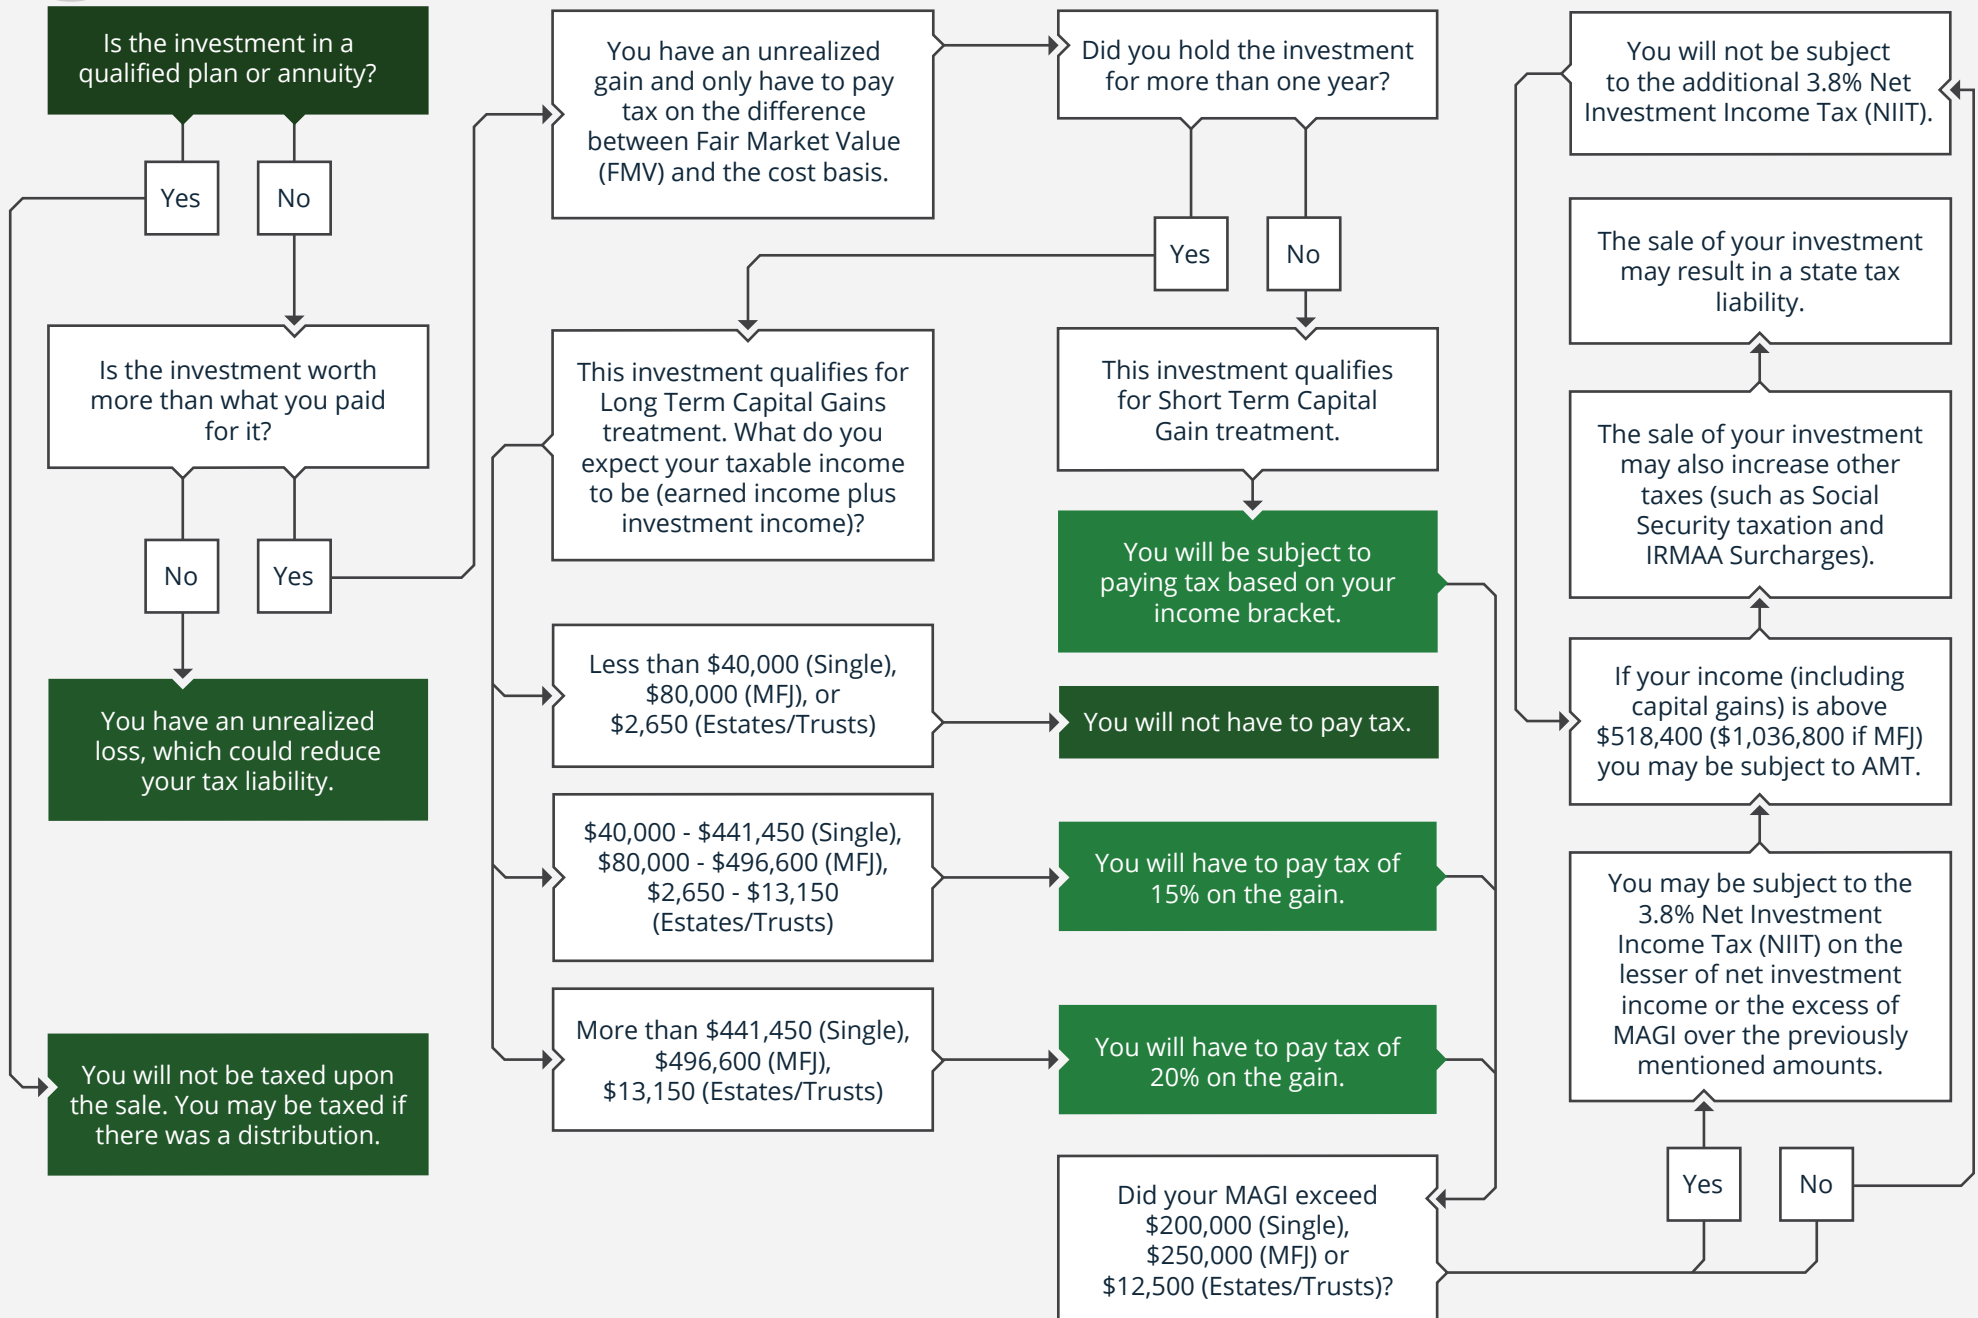 Is the investment in a
qualified plan or annuity?
Yes
No
Is the investment worth
more than what you paid
for it?
No
Yes
You have an unrealized
loss, which could reduce
your tax liability.
You will not be taxed upon
the sale. You may be taxed if
there was a distribution.
You have an unrealized
gain and only have to pay
tax on the difference
between Fair Market Value
(FMV) and the cost basis.
Did you hold the investment
for more than one year?
Yes
No
This investment qualifies for
Long Term Capital Gains
treatment. What do you
expect your taxable income
to be (earned income plus
investment income)?
This investment qualifies
for Short Term Capital
Gain treatment.
You will be subject to
paying tax based on your
income bracket.
Less than $40,000 (Single),
$80,000 (MFJ), or
$2,650 (Estates/Trusts)
You will not have to pay tax.
$40,000 - $441,450 (Single),
$80,000 - $496,600 (MFJ),
$2,650 - $13,150
(Estates/Trusts)
You will have to pay tax of
15% on the gain.
More than $441,450 (Single),
$496,600 (MFJ),
$13,150 (Estates/Trusts)
You will have to pay tax of
20% on the gain.
Did your MAGI exceed
$200,000 (Single),
$250,000 (MFJ) or
$12,500 (Estates/Trusts)?
Yes
No
You will not be subject
to the additional 3.8% Net
Investment Income Tax (NIIT).
The sale of your investment
may result in a state tax
liability.
The sale of your investment
may also increase other
taxes (such as Social
Security taxation and
IRMAA Surcharges).
If your income (including
capital gains) is above
$518,400 ($1,036,800 if MFJ)
you may be subject to AMT.
You may be subject to the
3.8% Net Investment
Income Tax (NIIT) on the
lesser of net investment
income or the excess of
MAGI over the previously
mentioned amounts.